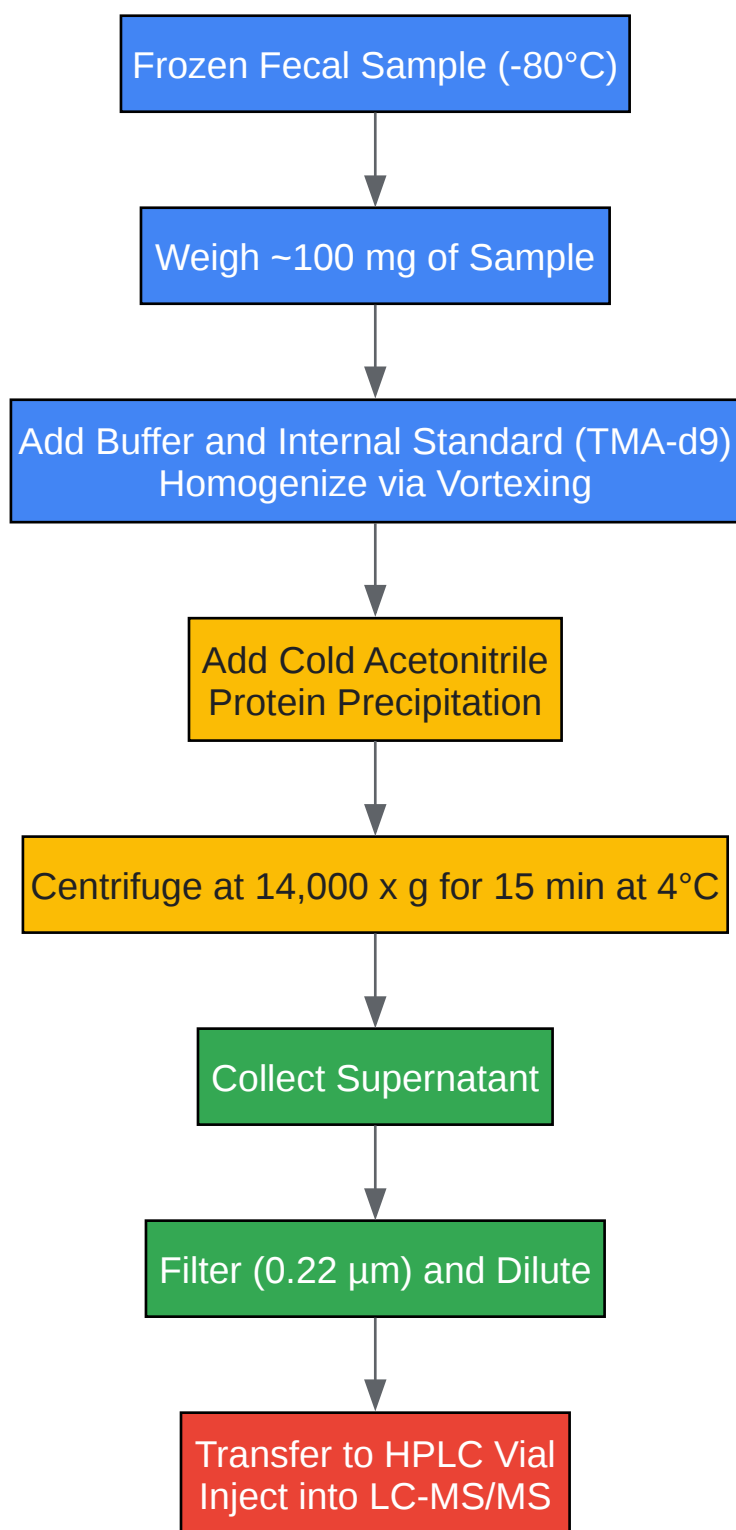 Frozen Fecal Sample (-80°C)
Weigh ~100 mg of Sample
Add Buffer and Internal Standard (TMA-d9)
Homogenize via Vortexing
Add Cold Acetonitrile
Protein Precipitation
Centrifuge at 14,000 x g for 15 min at 4°C
Collect Supernatant
Filter (0.22 µm) and Dilute
Transfer to HPLC Vial
Inject into LC-MS/MS